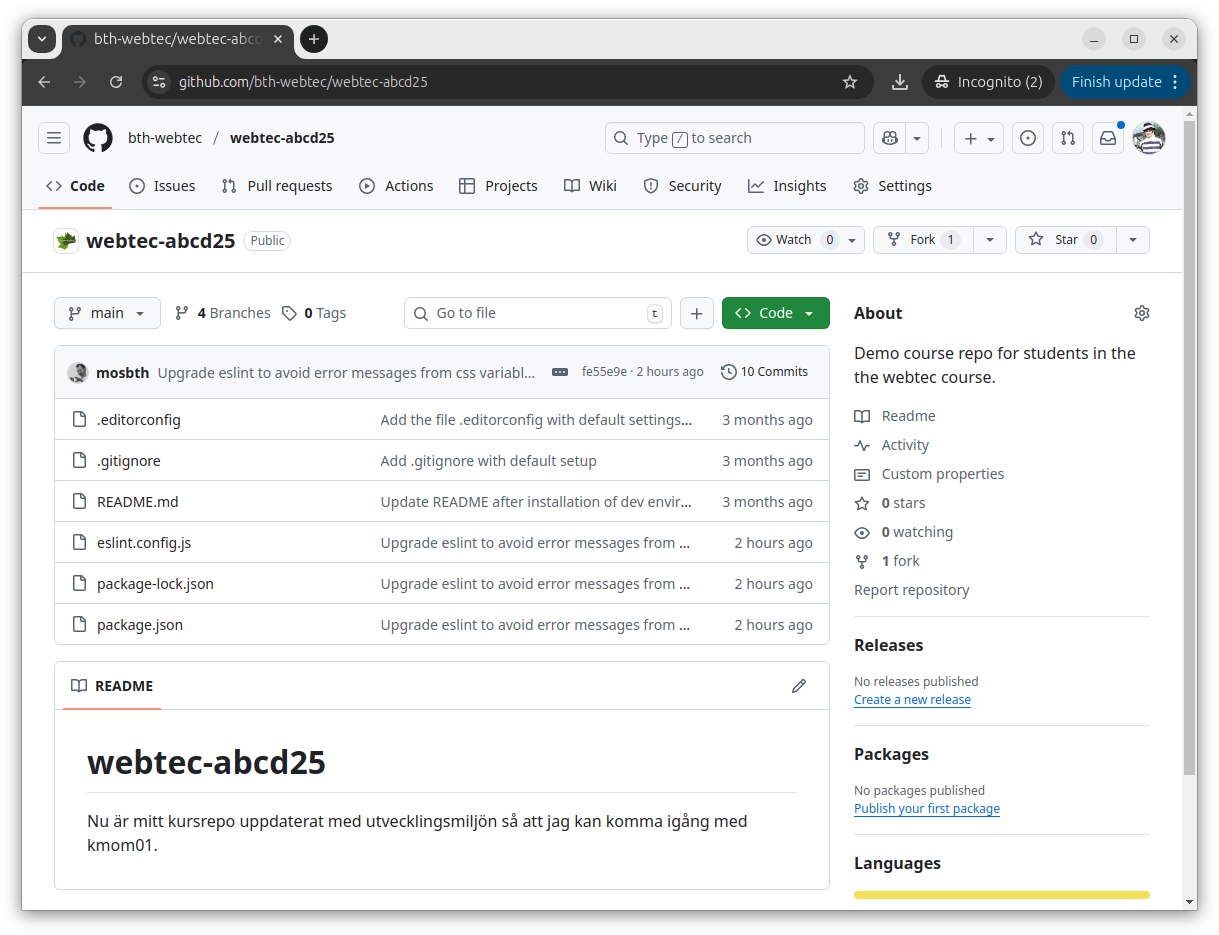 bth-webtec/webtec-abcc
github.com/bth-webtec/webtec-abcd25
Incognito (2)
Finish update
bth-webtec / webtec-abcd25
Type / to search
Code
Issues
Pull requests
Actions
Projects
Wiki
Security
Insights
Settings
webtec-abcd25 Public
Watch 0
Fork 1
Star 0
main
4 Branches
0 Tags
Go to file t
Code
mosbth Upgrade eslint to avoid error messages from css variabl... fe55e9e · 2 hours ago 10 Commits
.editorconfig Add the file .editorconfig with default settings... 3 months ago
.gitignore Add .gitignore with default setup 3 months ago
README.md Update README after installation of dev envir... 3 months ago
eslint.config.js Upgrade eslint to avoid error messages from ... 2 hours ago
package-lock.json Upgrade eslint to avoid error messages from ... 2 hours ago
package.json Upgrade eslint to avoid error messages from ... 2 hours ago
README
webtec-abcd25
Nu är mitt kursrepo uppdaterat med utvecklingsmiljön så att jag kan komma igång med
kmom01.
About
Demo course repo for students in the
the webtec course.
Readme
Activity
Custom properties
0 stars
0 watching
1 fork
Report repository
Releases
No releases published
Create a new release
Packages
No packages published
Publish your first package
Languages